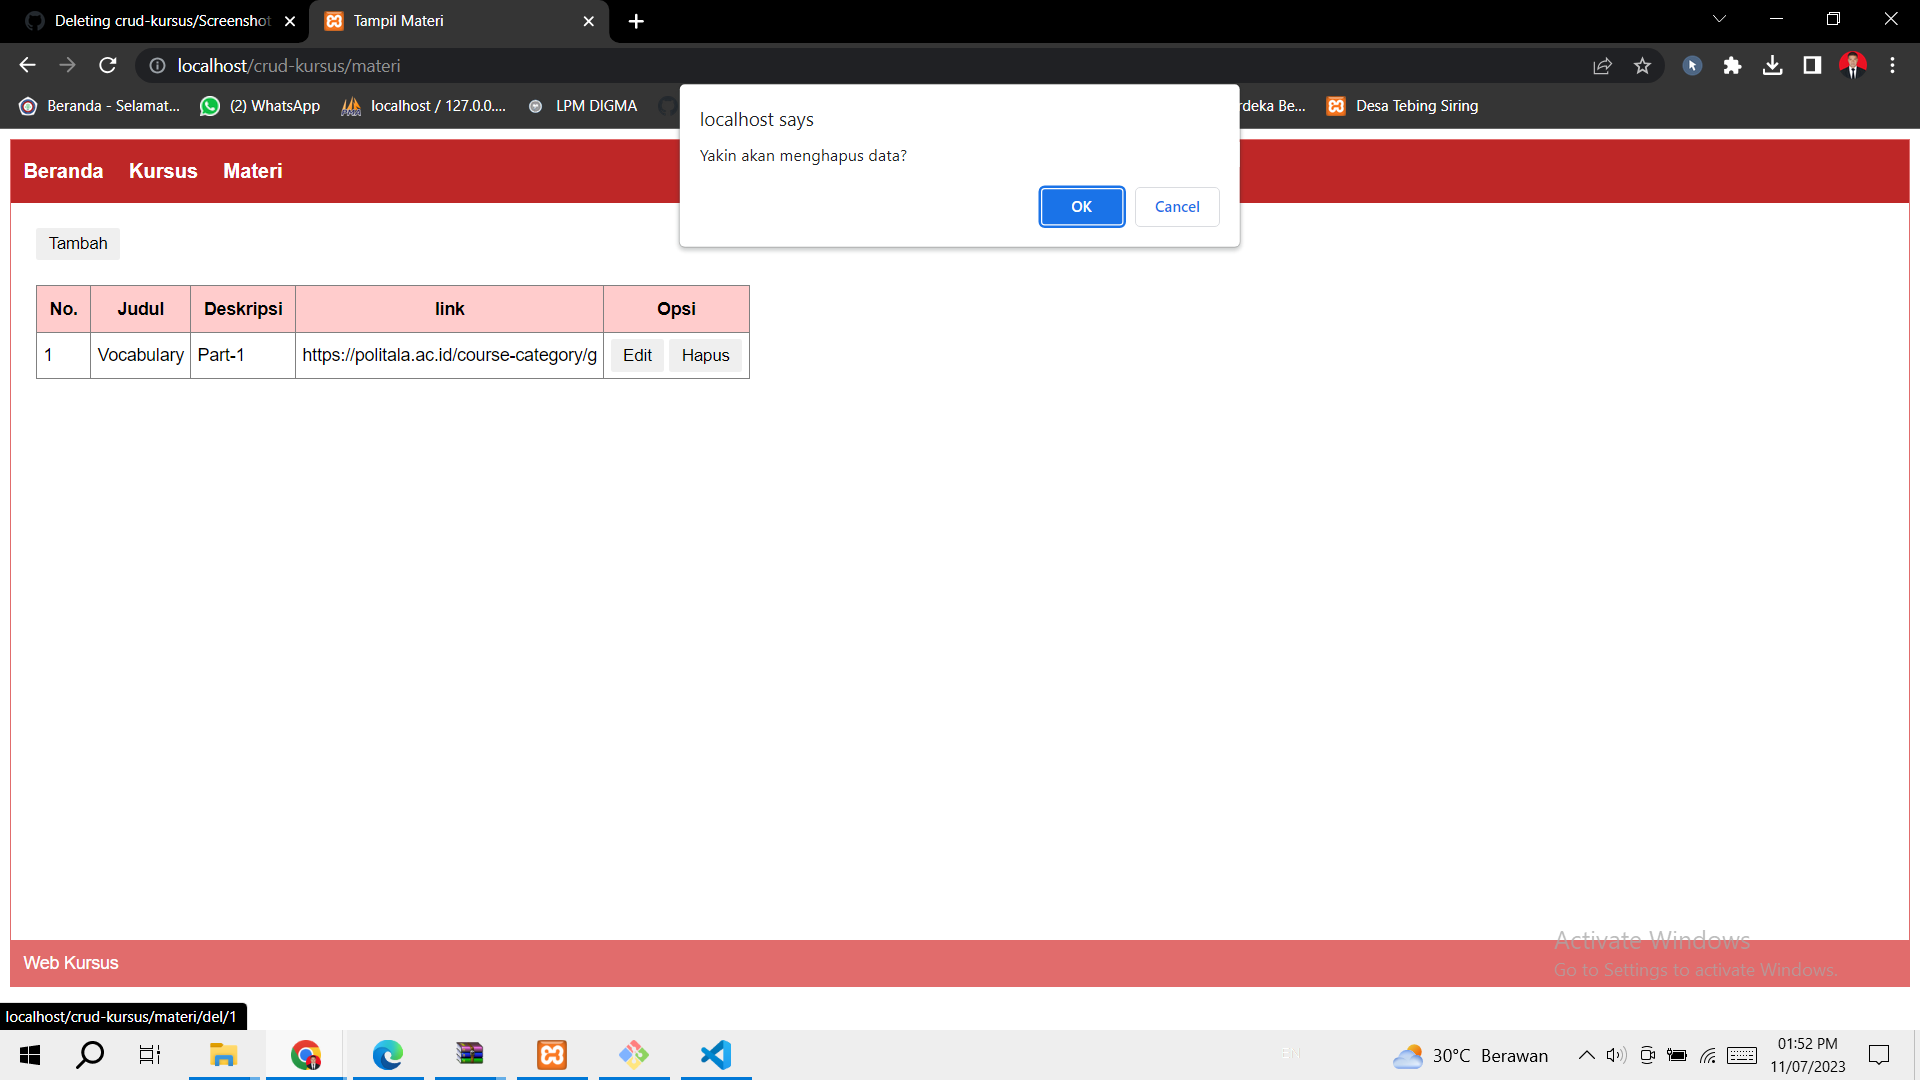 Deleting crud-kursus/Screenshot
Tampil Materi
localhost/crud-kursus/materi
Beranda - Selamat...
(2) WhatsApp
localhost / 127.0.0....
LPM DIGMA
rdeka Be...
Desa Tebing Siring
localhost says
Yakin akan menghapus data?
OK
Cancel
Beranda
Kursus
Materi
Tambah
No. Judul Deskripsi link Opsi
1 Vocabulary Part-1 https://politala.ac.id/course-category/g Edit Hapus
Activate Windows
Go to Settings to activate Windows.
Web Kursus
localhost/crud-kursus/materi/del/1
30°C Berawan
01:52 PM
11/07/2023